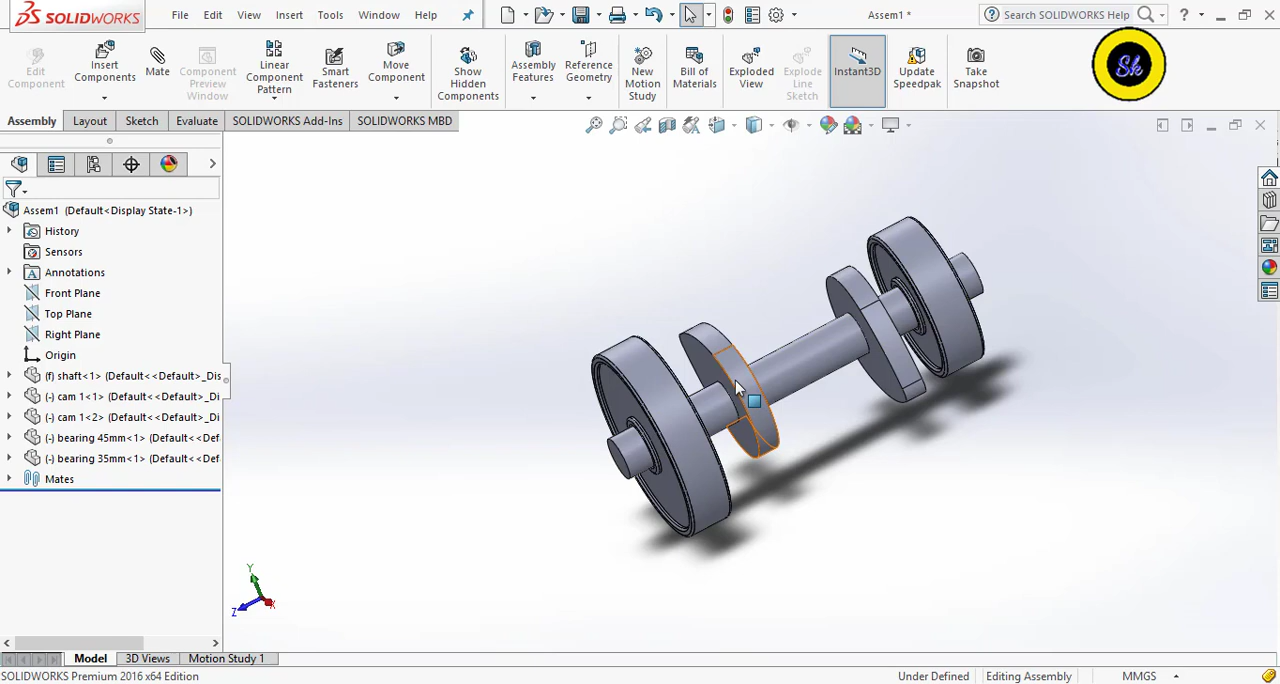 SOLIDWORKS File Edit View Insert Tools Window Help Assem1 * Search SOLIDWORKS Help ?
Edit Component
Insert Components
Mate
Component Preview Window
Linear Component Pattern
Smart Fasteners
Move Component
Show Hidden Components
Assembly Features
Reference Geometry
New Motion Study
Bill of Materials
Exploded View
Explode Line Sketch
Instant3D
Update Speedpak
Take Snapshot
Sk
Assembly Layout Sketch Evaluate SOLIDWORKS Add-Ins SOLIDWORKS MBD
Assem1 (Default<Display State-1>)
History
Sensors
Annotations
Front Plane
Top Plane
Right Plane
Origin
(f) shaft<1> (Default<<Default>_Dis
(-) cam 1<1> (Default<<Default>_Di
(-) cam 1<2> (Default<<Default>_Di
(-) bearing 45mm<1> (Default<<Def
(-) bearing 35mm<1> (Default<<Def
Mates
Y
Z
X
Model 3D Views Motion Study 1
SOLIDWORKS Premium 2016 x64 Edition Under Defined Editing Assembly MMGS